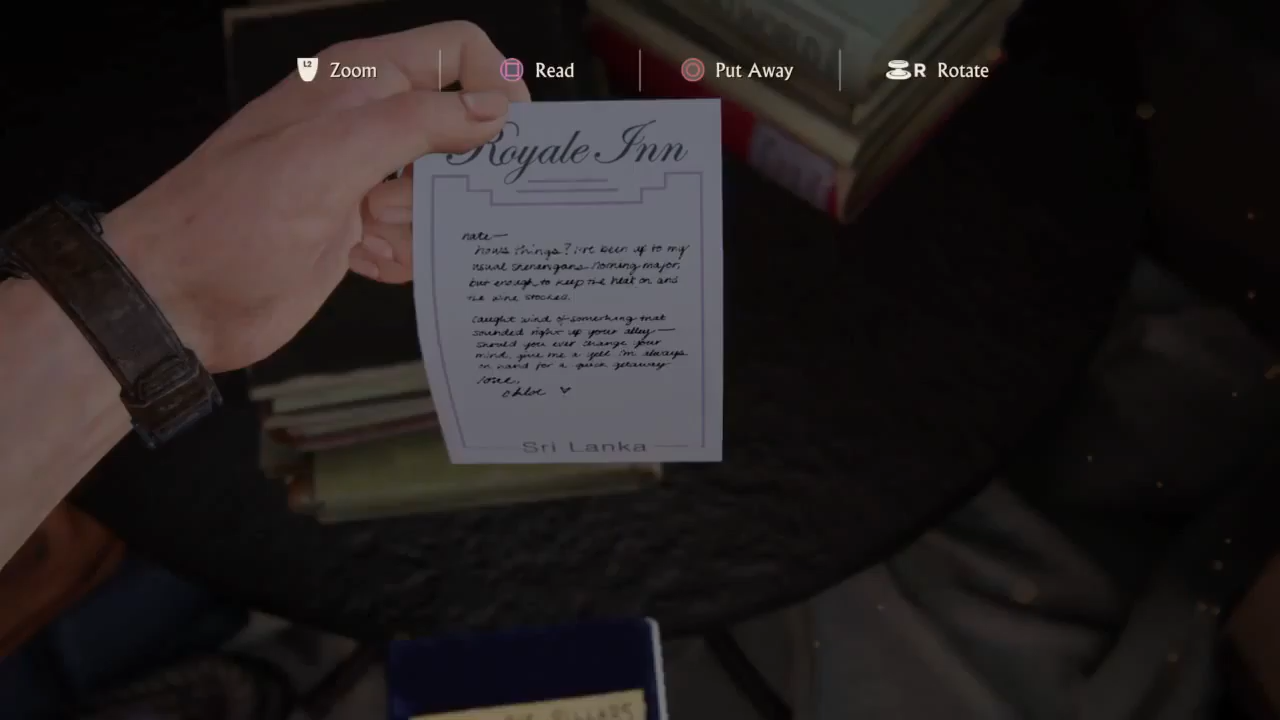 L2 Zoom
Read
Put Away
R Rotate
Royale Inn
nate—
how's things? i've been up to my
usual shenanigans. Nothing major,
but enough to keep the heat on and
the wine stocked.
caught wind of something that
sounded right up your alley—
should you ever change your
mind, give me a yell. i'm always
on hand for a quick getaway
love,
chloe
Sri Lanka